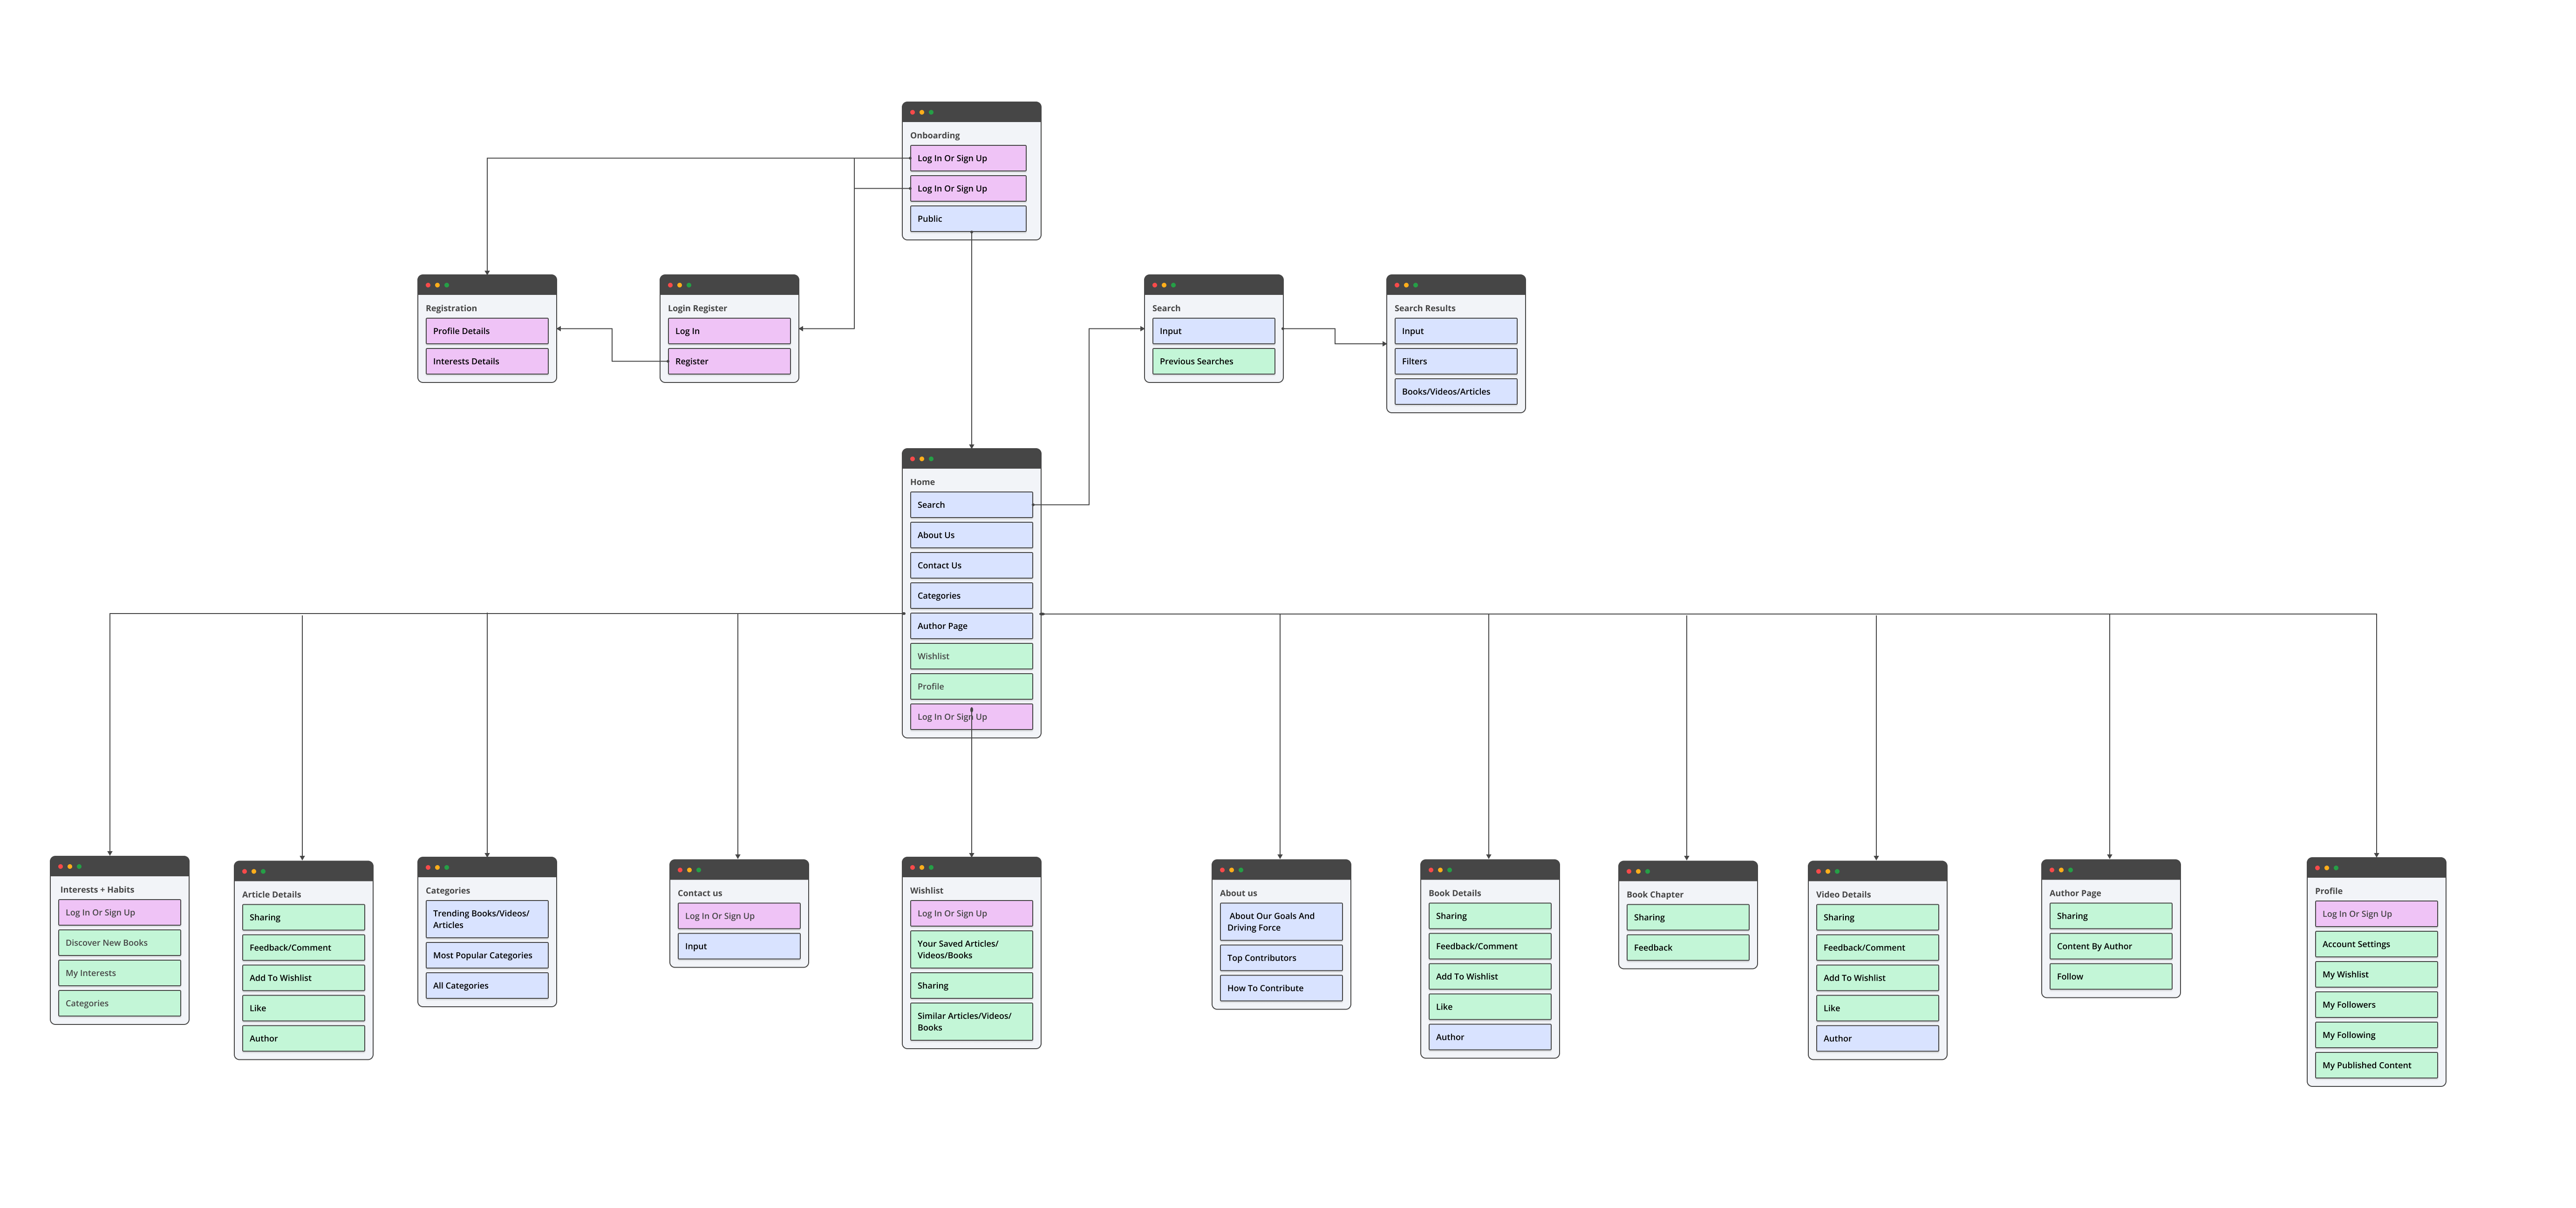 Onboarding
Log In Or Sign Up
Log In Or Sign Up
Public
Registration
Profile Details
Interests Details
Login Register
Log In
Register
Search
Input
Previous Searches
Search Results
Input
Filters
Books/Videos/Articles
Home
Search
About Us
Contact Us
Categories
Author Page
Wishlist
Profile
Log In Or Sign Up
Interests + Habits
Log In Or Sign Up
Discover New Books
My Interests
Categories
Article Details
Sharing
Feedback/Comment
Add To Wishlist
Like
Author
Categories
Trending Books/Videos/
Articles
Most Popular Categories
All Categories
Contact us
Log In Or Sign Up
Input
Wishlist
Log In Or Sign Up
Your Saved Articles/
Videos/Books
Sharing
Similar Articles/Videos/
Books
About us
About Our Goals And
Driving Force
Top Contributors
How To Contribute
Book Details
Sharing
Feedback/Comment
Add To Wishlist
Like
Author
Book Chapter
Sharing
Feedback
Video Details
Sharing
Feedback/Comment
Add To Wishlist
Like
Author
Author Page
Sharing
Content By Author
Follow
Profile
Log In Or Sign Up
Account Settings
My Wishlist
My Followers
My Following
My Published Content